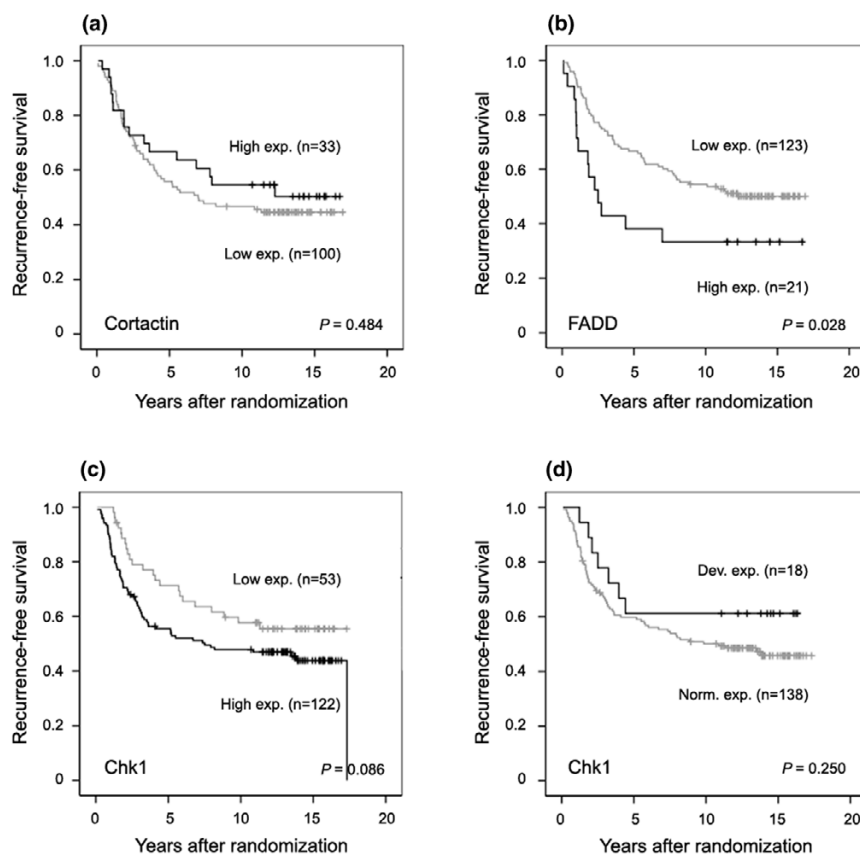 (a)
Recurrence-free survival
1.0
0.8
0.6
0.4
0.2
0
High exp. (n=33)
Low exp. (n=100)
Cortactin
P = 0.484
0 5 10 15 20
Years after randomization
(b)
Recurrence-free survival
1.0
0.8
0.6
0.4
0.2
0
Low exp. (n=123)
High exp. (n=21)
FADD
P = 0.028
0 5 10 15 20
Years after randomization
(c)
Recurrence-free survival
1.0
0.8
0.6
0.4
0.2
0
Low exp. (n=53)
High exp. (n=122)
Chk1
P = 0.086
0 5 10 15 20
Years after randomization
(d)
Recurrence-free survival
1.0
0.8
0.6
0.4
0.2
0
Dev. exp. (n=18)
Norm. exp. (n=138)
Chk1
P = 0.250
0 5 10 15 20
Years after randomization